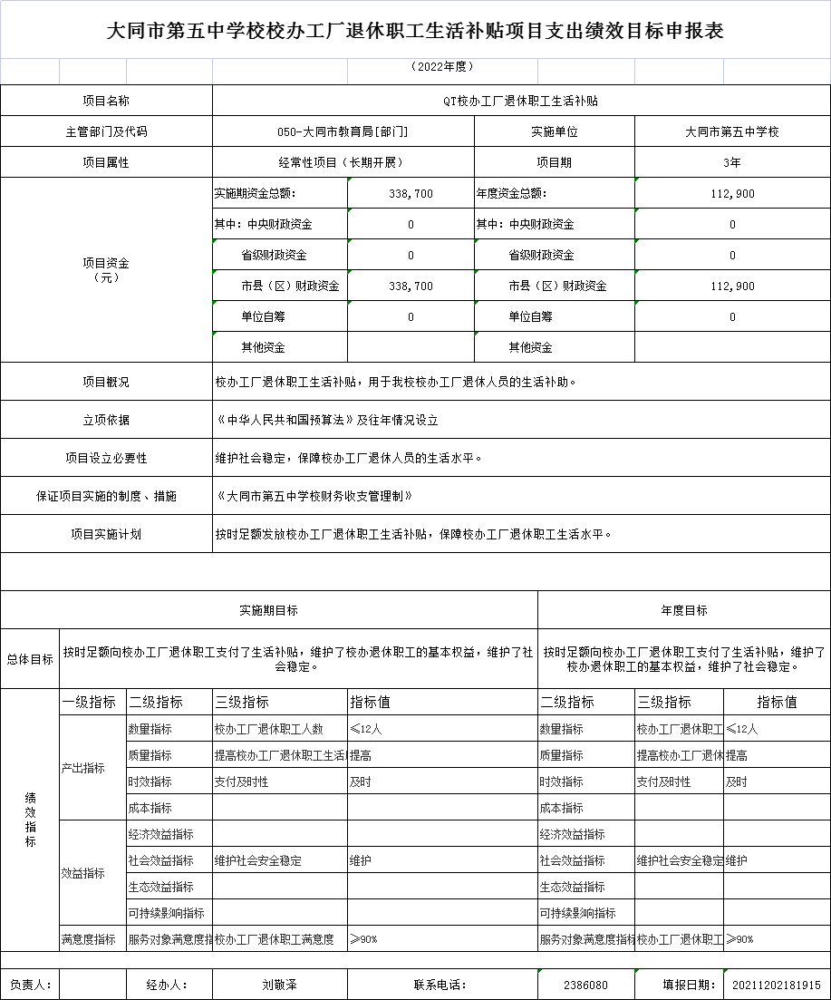 大同市第五中学校校办工厂退休职工生活补贴项目支出绩效目标申报表
（2022年度）
项目名称 QT校办工厂退休职工生活补贴
主管部门及代码 050-大同市教育局[部门] 实施单位 大同市第五中学校
项目属性 经常性项目（长期开展） 项目期 3年
项目资金
（元）
实施期资金总额： 338,700 年度资金总额： 112,900
其中：中央财政资金 0 其中：中央财政资金 0
省级财政资金 0 省级财政资金 0
市县（区）财政资金 338,700 市县（区）财政资金 112,900
单位自筹 0 单位自筹 0
其他资金 其他资金
项目概况 校办工厂退休职工生活补贴，用于我校校办工厂退休人员的生活补助。
立项依据 《中华人民共和国预算法》及往年情况设立
项目设立必要性 维护社会稳定，保障校办工厂退休人员的生活水平。
保证项目实施的制度、措施 《大同市第五中学校财务收支管理制》
项目实施计划 按时足额发放校办工厂退休职工生活补贴，保障校办工厂退休职工生活水平。
实施期目标 年度目标
总体目标
按时足额向校办工厂退休职工支付了生活补贴，维护了校办退休职工的基本权益，维护了社
会稳定。
按时足额向校办工厂退休职工支付了生活补贴，维护了
校办退休职工的基本权益，维护了社会稳定。
绩
效
指
标
一级指标 二级指标 三级指标 指标值 二级指标 三级指标 指标值
产出指标
数量指标 校办工厂退休职工人数 ≤12人 数量指标 校办工厂退休职工 ≤12人
质量指标 提高校办工厂退休职工生活 提高 质量指标 提高校办工厂退休 提高
时效指标 支付及时性 及时 时效指标 支付及时性 及时
成本指标 成本指标
效益指标
经济效益指标 经济效益指标
社会效益指标 维护社会安全稳定 维护 社会效益指标 维护社会安全稳定 维护
生态效益指标 生态效益指标
可持续影响指标 可持续影响指标
满意度指标 服务对象满意度指 校办工厂退休职工满意度 ≥90% 服务对象满意度指标 校办工厂退休职工 ≥90%
负责人： 经办人： 刘敬泽 联系电话： 2386080 填报日期： 20211202181915